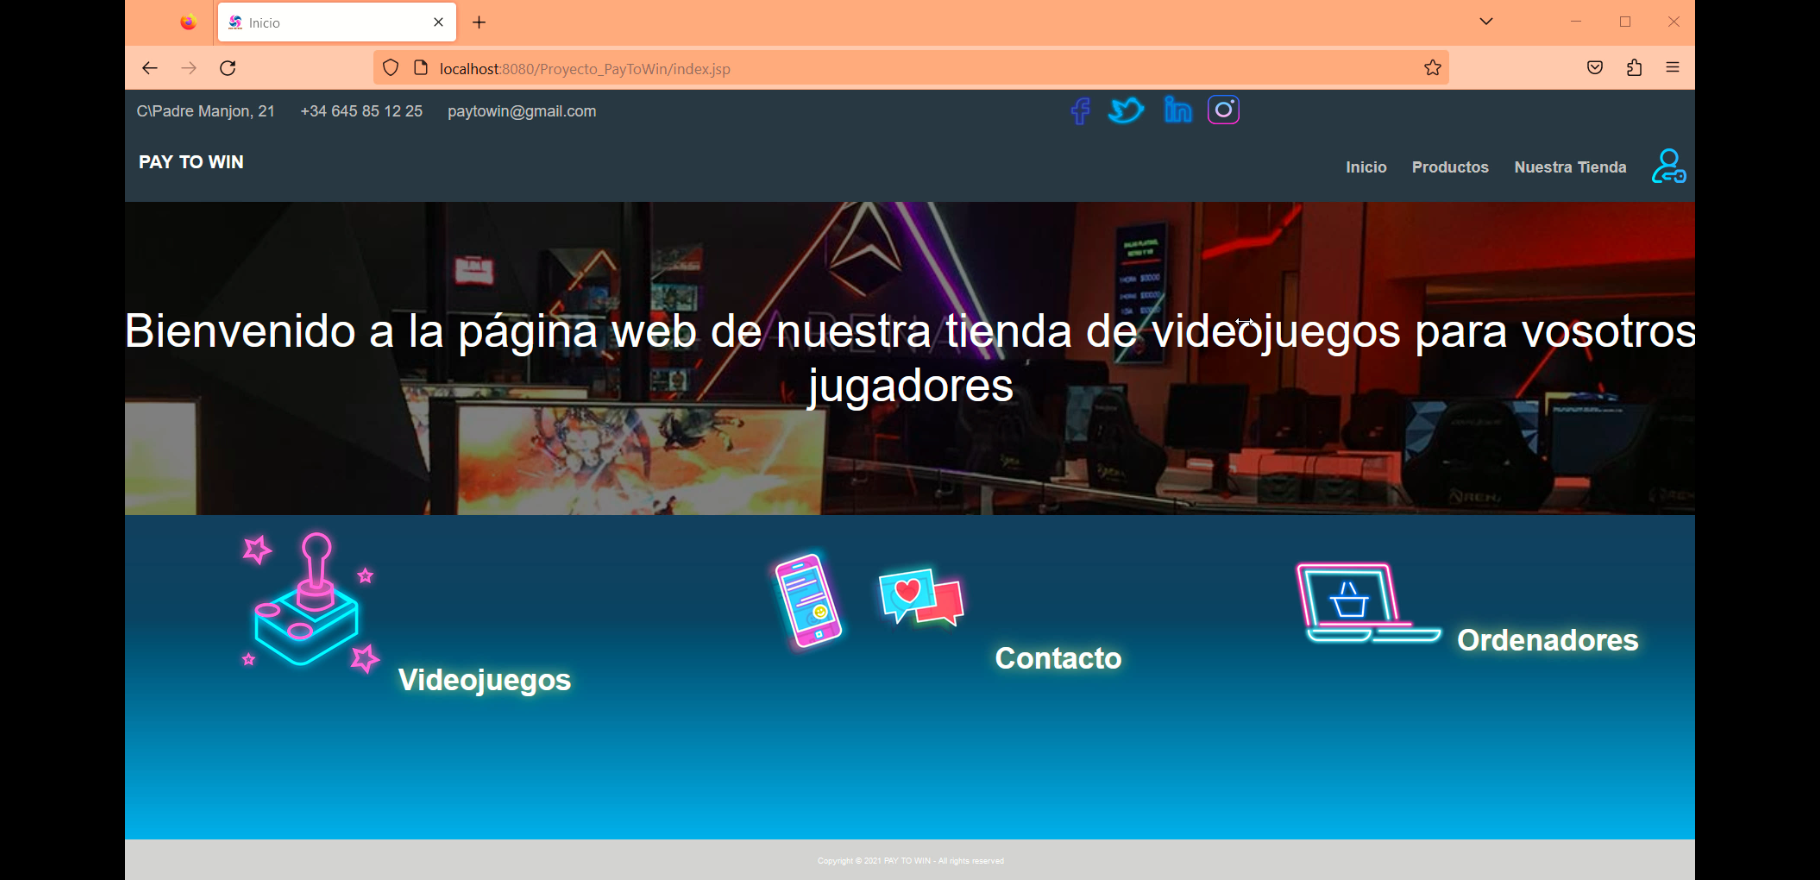 Inicio
localhost:8080/Proyecto_PayToWin/index.jsp
C\Padre Manjon, 21 +34 645 85 12 25 paytowin@gmail.com
PAY TO WIN
Inicio Productos Nuestra Tienda
ARENA
Bienvenido a la página web de nuestra tienda de videojuegos para vosotros
jugadores
Videojuegos
Contacto
Ordenadores
Copyright © 2021 PAY TO WIN - All rights reserved